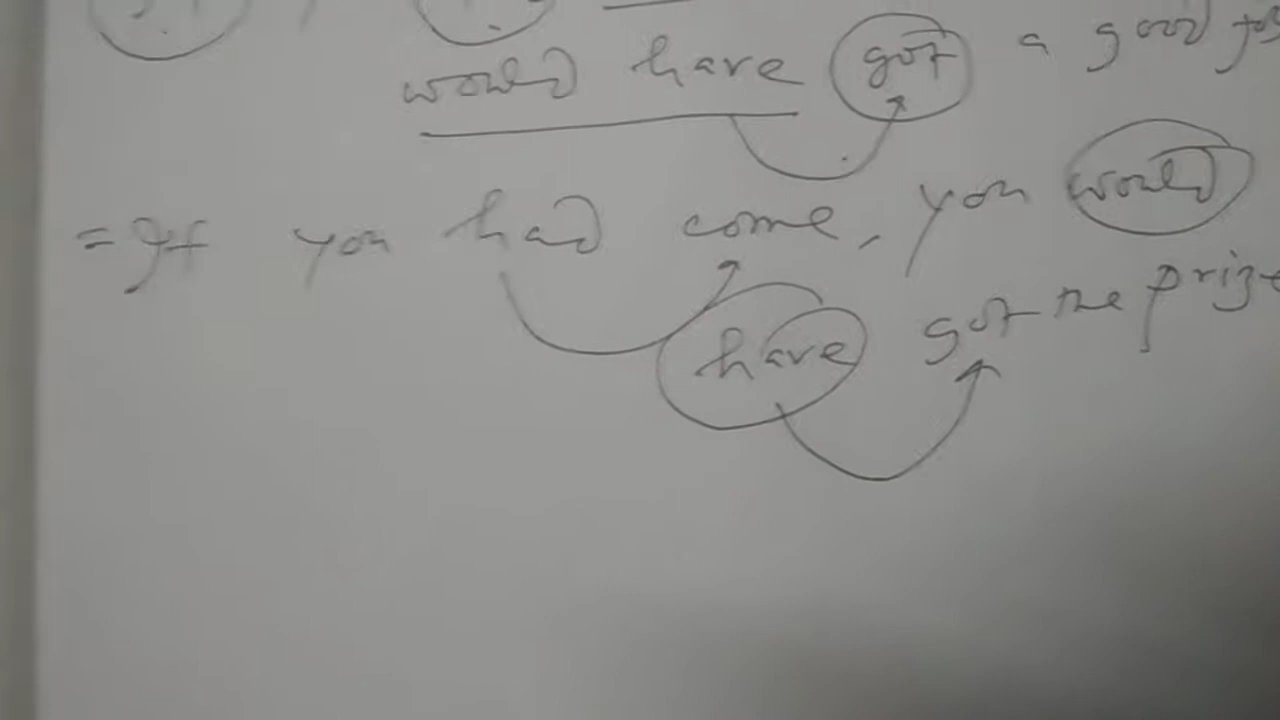 would have got a good
= If you had come, you would
have got the prize